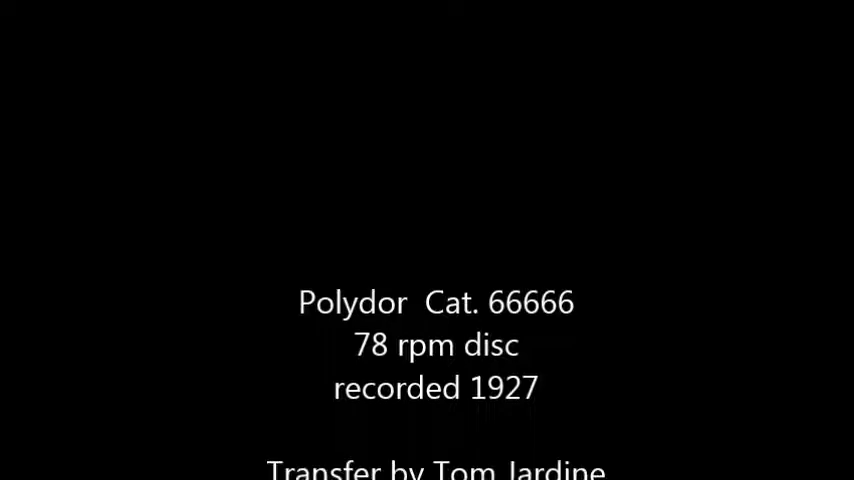 Polydor  Cat. 66666
78 rpm disc
recorded 1927
Transfer by Tom Jardine